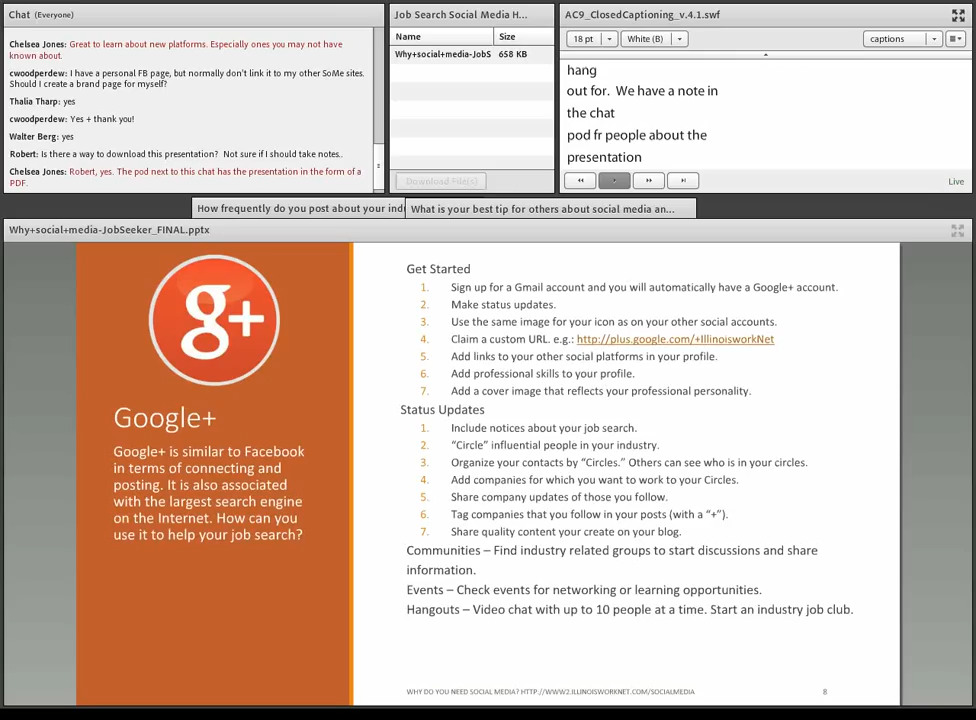 Chat (Everyone)
Chelsea Jones: Great to learn about new platforms. Especially ones you may not have
known about.
cwoodperdew: I have a personal FB page, but normally don't link it to my other SoMe sites.
Should I create a brand page for myself?
Thalia Tharp: yes
cwoodperdew: Yes + thank you!
Walter Berg: yes
Robert: Is there a way to download this presentation? Not sure if I should take notes..
Chelsea Jones: Robert, yes. The pod next to this chat has the presentation in the form of a
PDF.
Job Search Social Media H...
Name Size
Why+social+media-JobS 658 KB
Download File(s)
AC9_ClosedCaptioning_v.4.1.swf
18 pt White (B) captions
hang
out for. We have a note in
the chat
pod fr people about the
presentation
Live
How frequently do you post about your indu
What is your best tip for others about social media an...
Why+social+media-JobSeeker_FINAL.pptx
g+
Google+
Google+ is similar to Facebook
in terms of connecting and
posting. It is also associated
with the largest search engine
on the Internet. How can you
use it to help your job search?
Get Started
1. Sign up for a Gmail account and you will automatically have a Google+ account.
2. Make status updates.
3. Use the same image for your icon as on your other social accounts.
4. Claim a custom URL. e.g.: http://plus.google.com/+IllinoisworkNet
5. Add links to your other social platforms in your profile.
6. Add professional skills to your profile.
7. Add a cover image that reflects your professional personality.
Status Updates
1. Include notices about your job search.
2. “Circle” influential people in your industry.
3. Organize your contacts by “Circles.” Others can see who is in your circles.
4. Add companies for which you want to work to your Circles.
5. Share company updates of those you follow.
6. Tag companies that you follow in your posts (with a “+”).
7. Share quality content your create on your blog.
Communities – Find industry related groups to start discussions and share
information.
Events – Check events for networking or learning opportunities.
Hangouts – Video chat with up to 10 people at a time. Start an industry job club.
WHY DO YOU NEED SOCIAL MEDIA? HTTP://WWW2.ILLINOISWORKNET.COM/SOCIALMEDIA 8